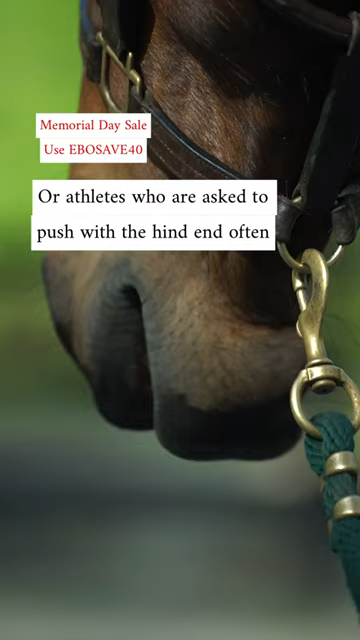 Memorial Day Sale
Use EBOSAVE40
Or athletes who are asked to
push with the hind end often